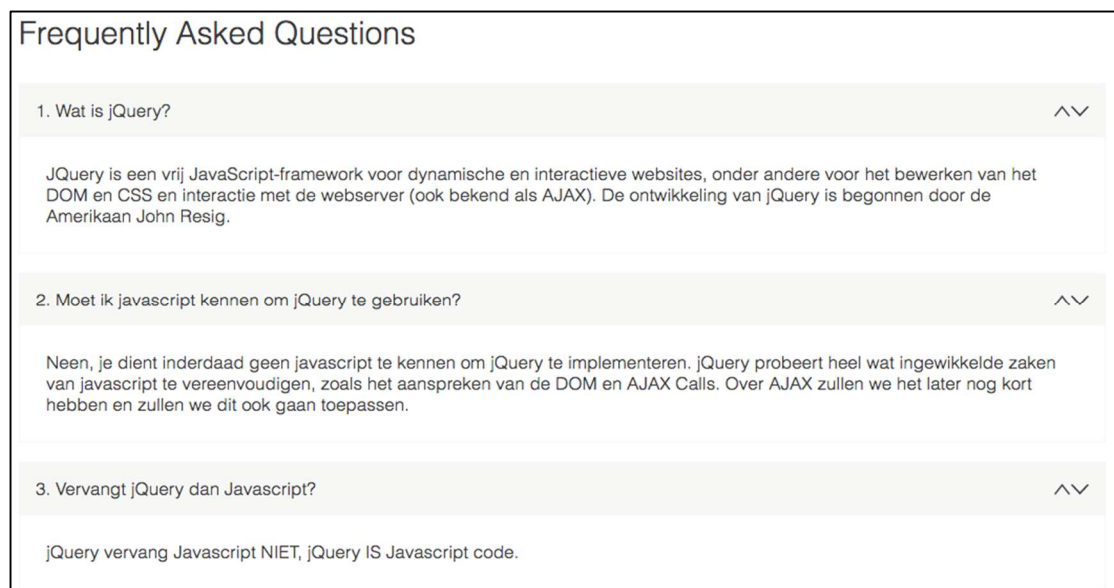 Frequently Asked Questions
1. Wat is jQuery?
JQuery is een vrij JavaScript-framework voor dynamische en interactieve websites, onder andere voor het bewerken van het
DOM en CSS en interactie met de webserver (ook bekend als AJAX). De ontwikkeling van jQuery is begonnen door de
Amerikaan John Resig.
2. Moet ik javascript kennen om jQuery te gebruiken?
Neen, je dient inderdaad geen javascript te kennen om jQuery te implementeren. jQuery probeert heel wat ingewikkelde zaken
van javascript te vereenvoudigen, zoals het aanspreken van de DOM en AJAX Calls. Over AJAX zullen we het later nog kort
hebben en zullen we dit ook gaan toepassen.
3. Vervangt jQuery dan Javascript?
jQuery vervang Javascript NIET, jQuery IS Javascript code.